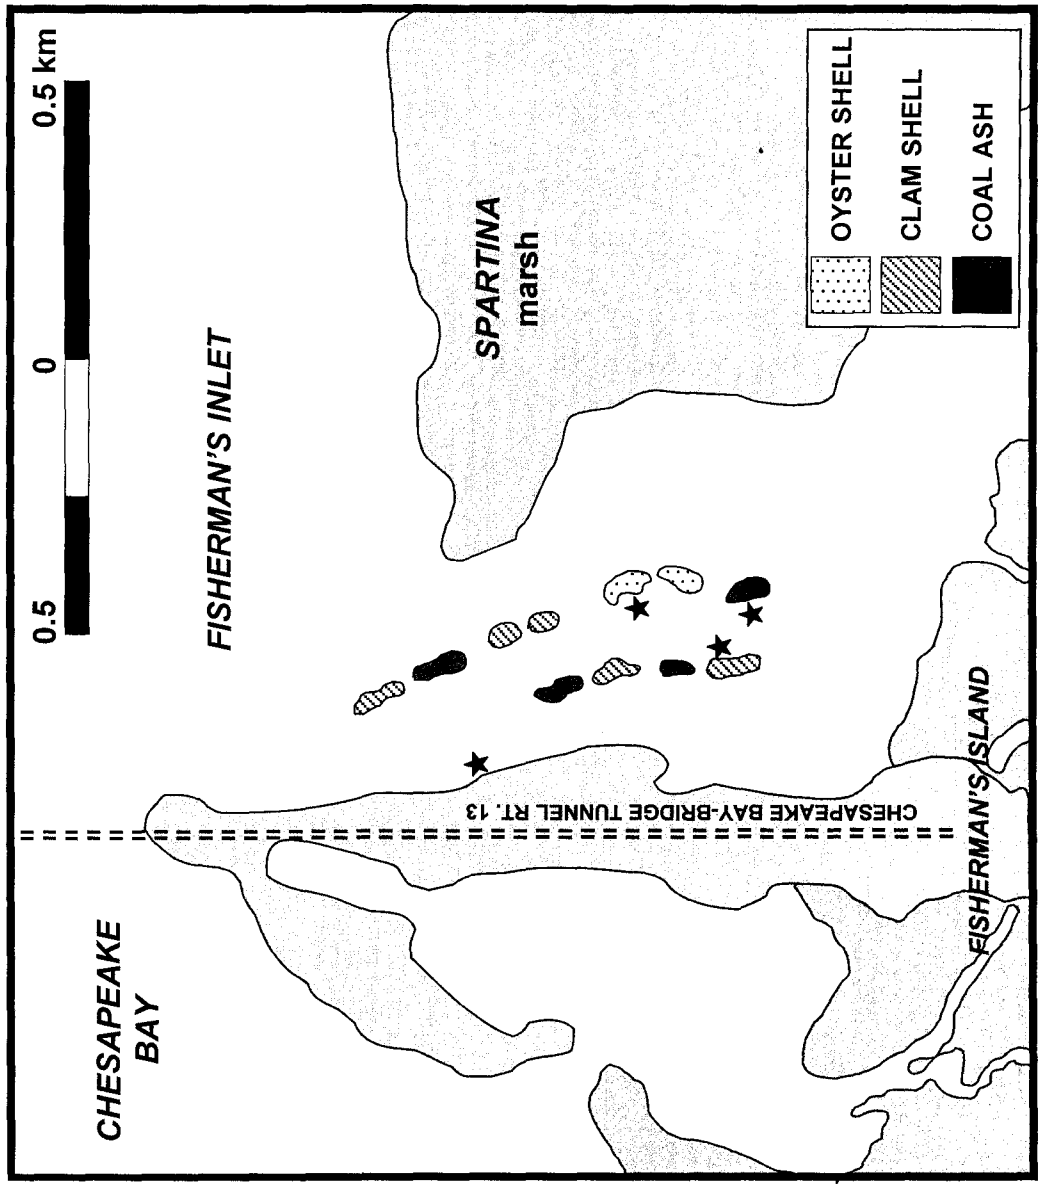 0.5
0
0.5 km
CHESAPEAKE
BAY
FISHERMAN'S INLET
SPARTINA
marsh
CHESAPEAKE BAY-BRIDGE TUNNEL RT. 13
FISHERMAN'S ISLAND
OYSTER SHELL
CLAM SHELL
COAL ASH